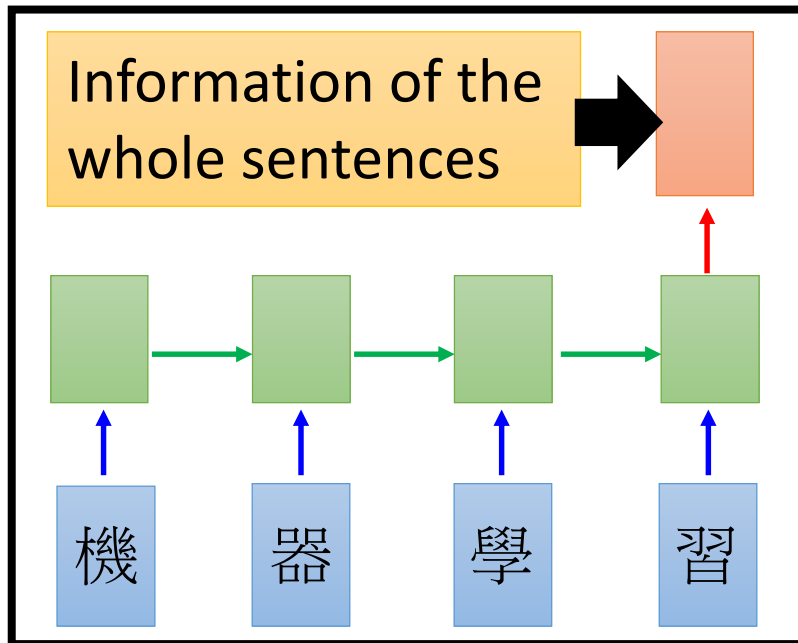 Information of the
whole sentences
機 器 學 習